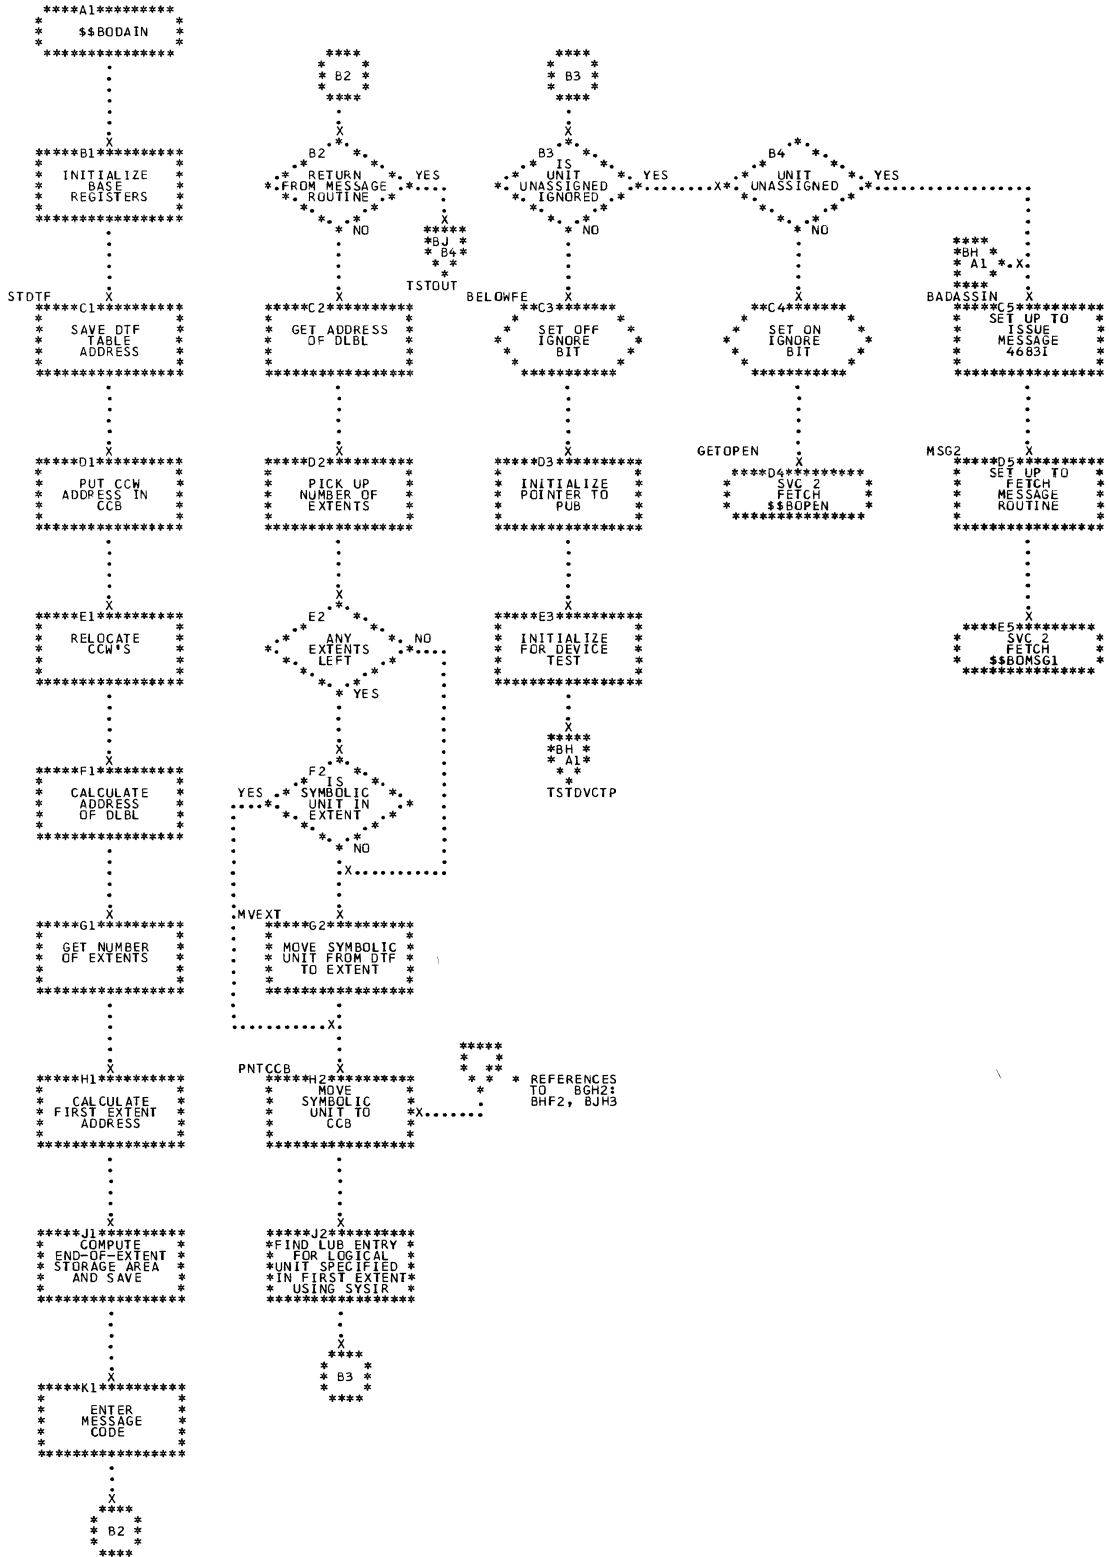 A1
$$BODAIN
B1
INITIALIZE
BASE
REGISTERS
STDTF
C1
SAVE DTF
TABLE
ADDRESS
D1
PUT CCW
ADDRESS IN
CCB
E1
RELOCATE
CCW'S
F1
CALCULATE
ADDRESS
OF DLBL
G1
GET NUMBER
OF EXTENTS
H1
CALCULATE
FIRST EXTENT
ADDRESS
J1
COMPUTE
END-OF-EXTENT
STORAGE AREA
AND SAVE
K1
ENTER
MESSAGE
CODE
B2
B2
B2
RETURN
FROM MESSAGE
ROUTINE
YES
NO
BJ
B4
TSTOUT
C2
GET ADDRESS
OF DLBL
D2
PICK UP
NUMBER OF
EXTENTS
E2
ANY
EXTENTS
LEFT
NO
YES
F2
IS
SYMBOLIC
UNIT IN
EXTENT
YES
NO
MVEXT
G2
MOVE SYMBOLIC
UNIT FROM DTF
TO EXTENT
PNTCCB
H2
MOVE
SYMBOLIC
UNIT TO
CCB
* REFERENCES
TO BGH2:
BHF2, BJH3
J2
FIND LUB ENTRY
FOR LOGICAL
UNIT SPECIFIED
IN FIRST EXTENT
USING SYSIR
B3
B3
B3
IS
UNIT
UNASSIGNED
IGNORED
YES
NO
BELOWFE
C3
SET OFF
IGNORE
BIT
D3
INITIALIZE
POINTER TO
PUB
E3
INITIALIZE
FOR DEVICE
TEST
BH
A1
TSTDVCTP
B4
UNIT
UNASSIGNED
YES
NO
C4
SET ON
IGNORE
BIT
GETOPEN
D4
SVC 2
FETCH
$$BOPEN
BH
A1
BADASSIN
C5
SET UP TO
ISSUE
MESSAGE
4683I
MSG2
D5
SET UP TO
FETCH
MESSAGE
ROUTINE
E5
SVC 2
FETCH
$$BOMSG1